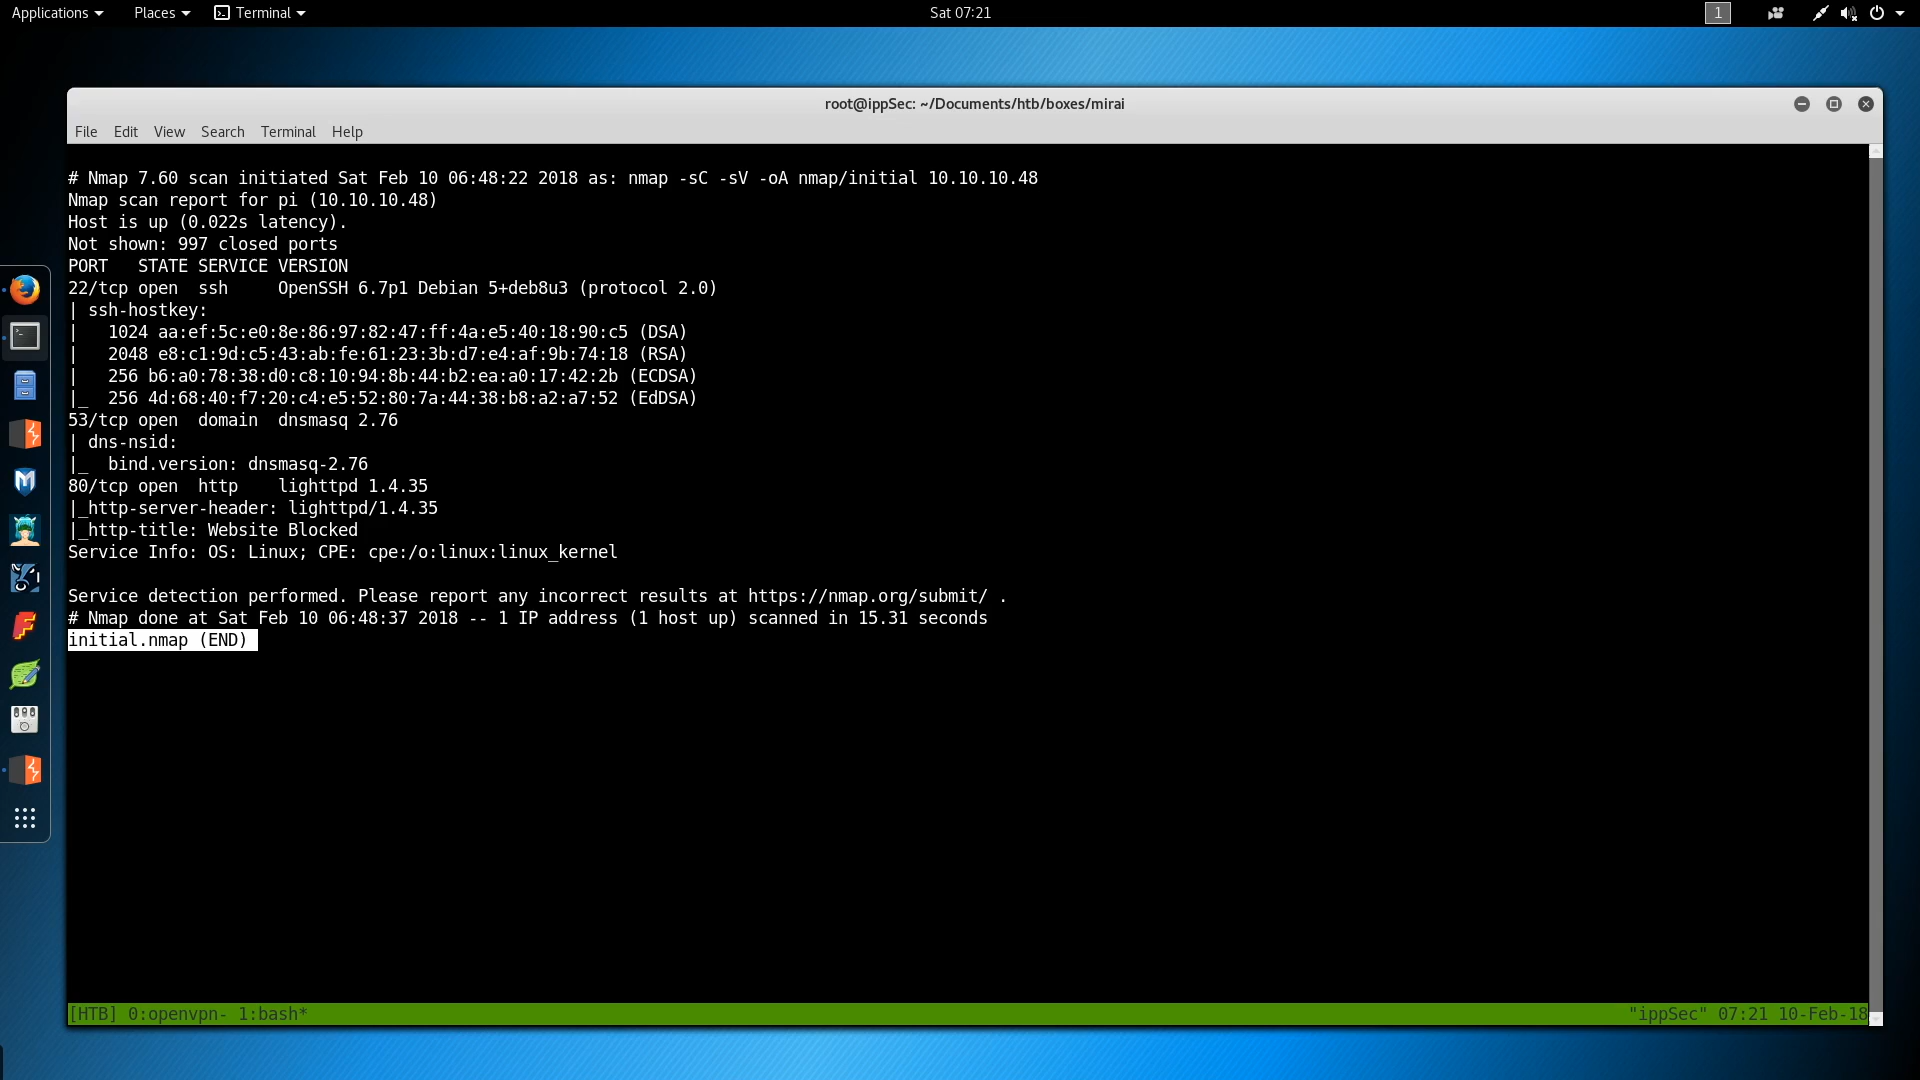 Applications Places Terminal Sat 07:21 1
root@ippSec: ~/Documents/htb/boxes/mirai
File Edit View Search Terminal Help
# Nmap 7.60 scan initiated Sat Feb 10 06:48:22 2018 as: nmap -sC -sV -oA nmap/initial 10.10.10.48
Nmap scan report for pi (10.10.10.48)
Host is up (0.022s latency).
Not shown: 997 closed ports
PORT   STATE SERVICE VERSION
22/tcp open  ssh     OpenSSH 6.7p1 Debian 5+deb8u3 (protocol 2.0)
| ssh-hostkey:
|   1024 aa:ef:5c:e0:8e:86:97:82:47:ff:4a:e5:40:18:90:c5 (DSA)
|   2048 e8:c1:9d:c5:43:ab:fe:61:23:3b:d7:e4:af:9b:74:18 (RSA)
|   256 b6:a0:78:38:d0:c8:10:94:8b:44:b2:ea:a0:17:42:2b (ECDSA)
|_  256 4d:68:40:f7:20:c4:e5:52:80:7a:44:38:b8:a2:a7:52 (EdDSA)
53/tcp open  domain  dnsmasq 2.76
| dns-nsid:
|_  bind.version: dnsmasq-2.76
80/tcp open  http    lighttpd 1.4.35
|_http-server-header: lighttpd/1.4.35
|_http-title: Website Blocked
Service Info: OS: Linux; CPE: cpe:/o:linux:linux_kernel
Service detection performed. Please report any incorrect results at https://nmap.org/submit/ .
# Nmap done at Sat Feb 10 06:48:37 2018 -- 1 IP address (1 host up) scanned in 15.31 seconds
initial.nmap (END)
[HTB] 0:openvpn- 1:bash* "ippSec" 07:21 10-Feb-18